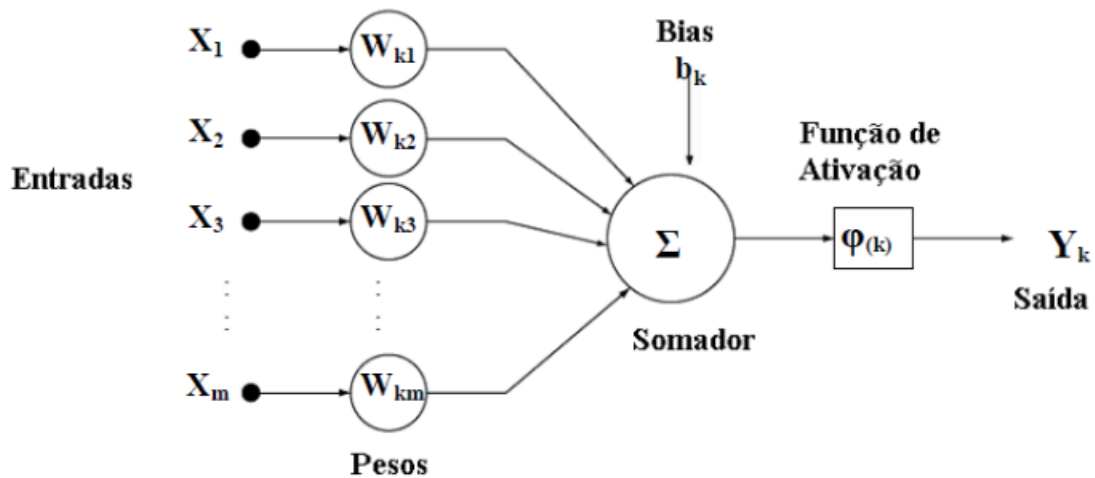 Entradas
X1
X2
X3
Xm
Wk1
Wk2
Wk3
Wkm
Pesos
Bias
bk
Σ
Somador
Função de
Ativação
φ(k)
Yk
Saída